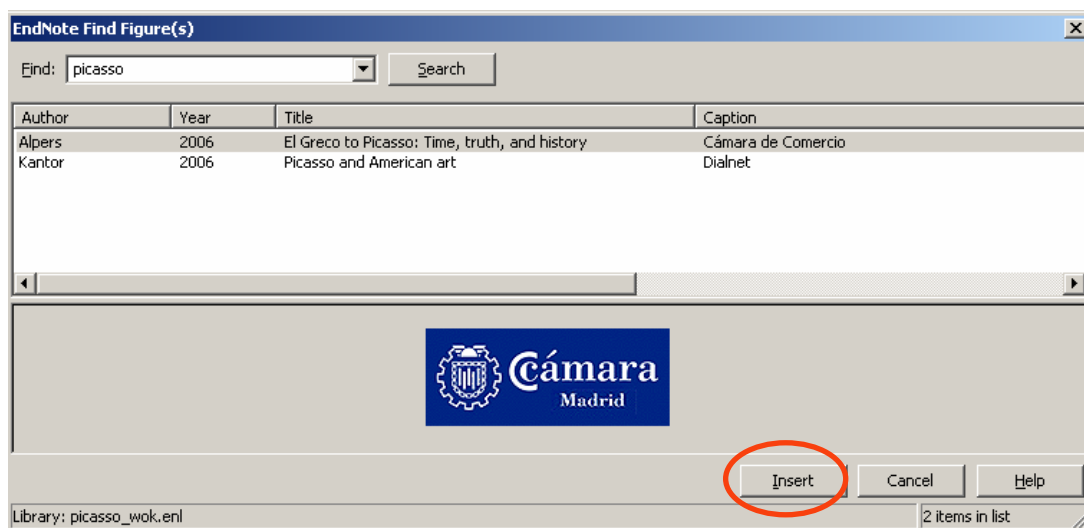 EndNote Find Figure(s)
Find: picasso Search
Author Year Title Caption
Alpers 2006 El Greco to Picasso: Time, truth, and history Cámara de Comercio
Kantor 2006 Picasso and American art Dialnet
Cámara
Madrid
Insert Cancel Help
Library: picasso_wok.enl 2 items in list